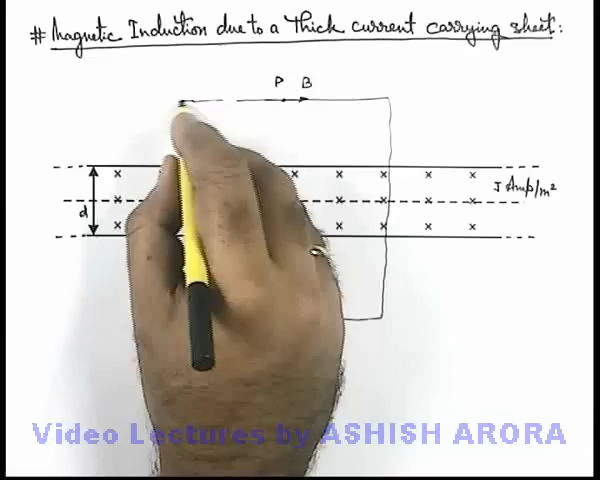 # Magnetic Induction due to a Thick current carrying sheet:
P B
J Amp/m²
d
Video Lectures by ASHISH ARORA